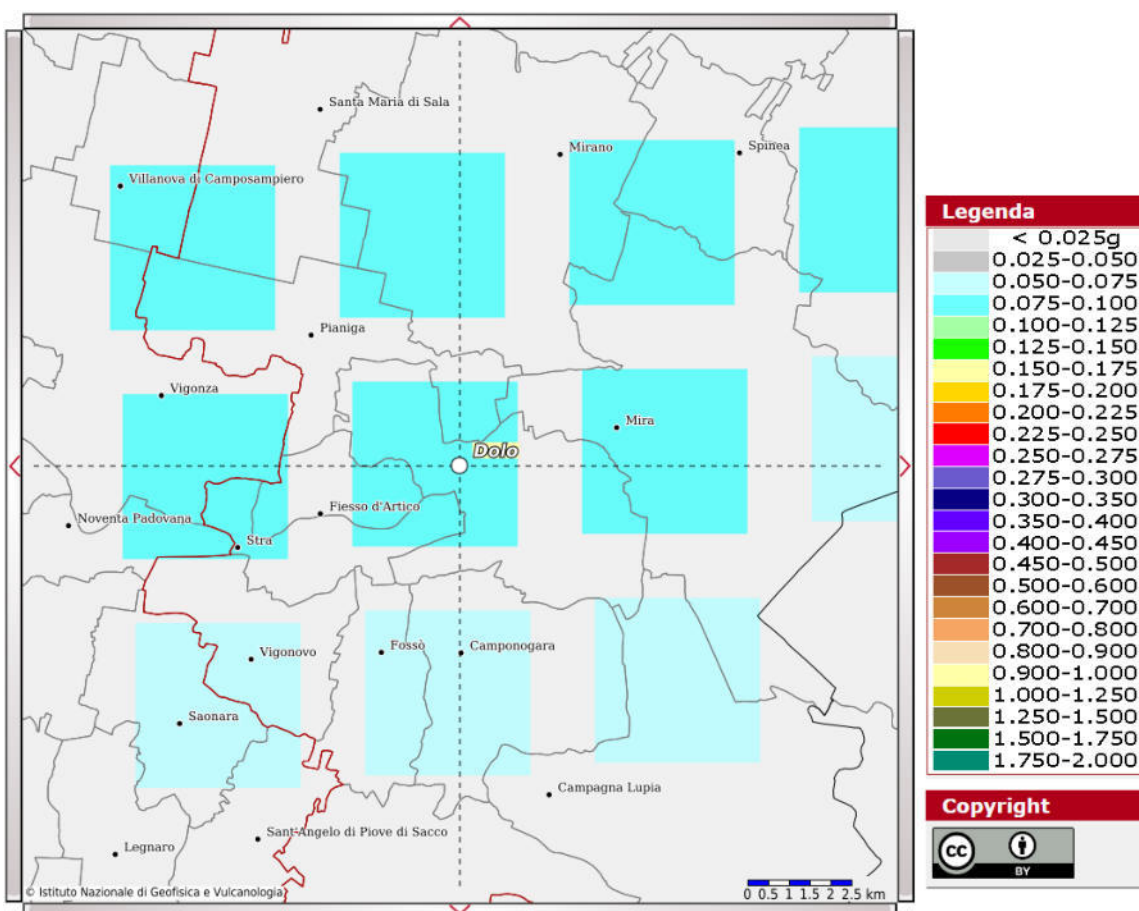 Santa Maria di Sala
Mirano
Spinea
Villanova di Camposampiero
Pianiga
Vigonza
Mira
Dolo
Fiesso d'Artico
Noventa Padovana
Stra
Vigonovo
Fossò
Camponogara
Saonara
Campagna Lupia
Sant'Angelo di Piove di Sacco
Legnaro
© Istituto Nazionale di Geofisica e Vulcanologia
0 0.5 1 1.5 2 2.5 km
Legenda
< 0.025g
0.025-0.050
0.050-0.075
0.075-0.100
0.100-0.125
0.125-0.150
0.150-0.175
0.175-0.200
0.200-0.225
0.225-0.250
0.250-0.275
0.275-0.300
0.300-0.350
0.350-0.400
0.400-0.450
0.450-0.500
0.500-0.600
0.600-0.700
0.700-0.800
0.800-0.900
0.900-1.000
1.000-1.250
1.250-1.500
1.500-1.750
1.750-2.000
Copyright
cc
BY